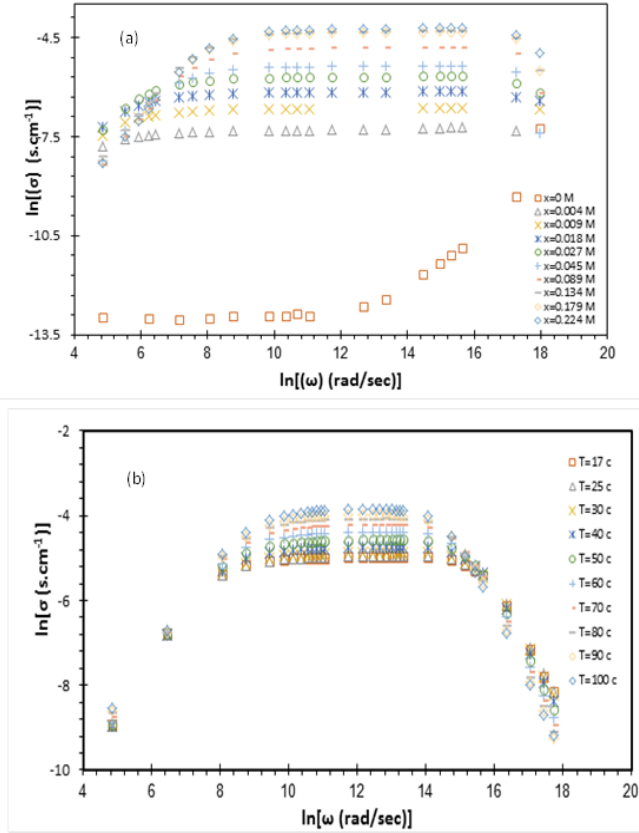 (a)
-4.5
-7.5
-10.5
-13.5
ln[(σ) (s.cm⁻¹)]
x=0 M
x=0.004 M
x=0.009 M
x=0.018 M
x=0.027 M
x=0.045 M
x=0.089 M
x=0.134 M
x=0.179 M
x=0.224 M
4 6 8 10 12 14 16 18 20
ln[(ω) (rad/sec)]
(b)
-2
-4
-6
-8
-10
ln[σ (s.cm⁻¹)]
T=17 c
T=25 c
T=30 c
T=40 c
T=50 c
T=60 c
T=70 c
T=80 c
T=90 c
T=100 c
4 6 8 10 12 14 16 18 20
ln[ω (rad/sec)]